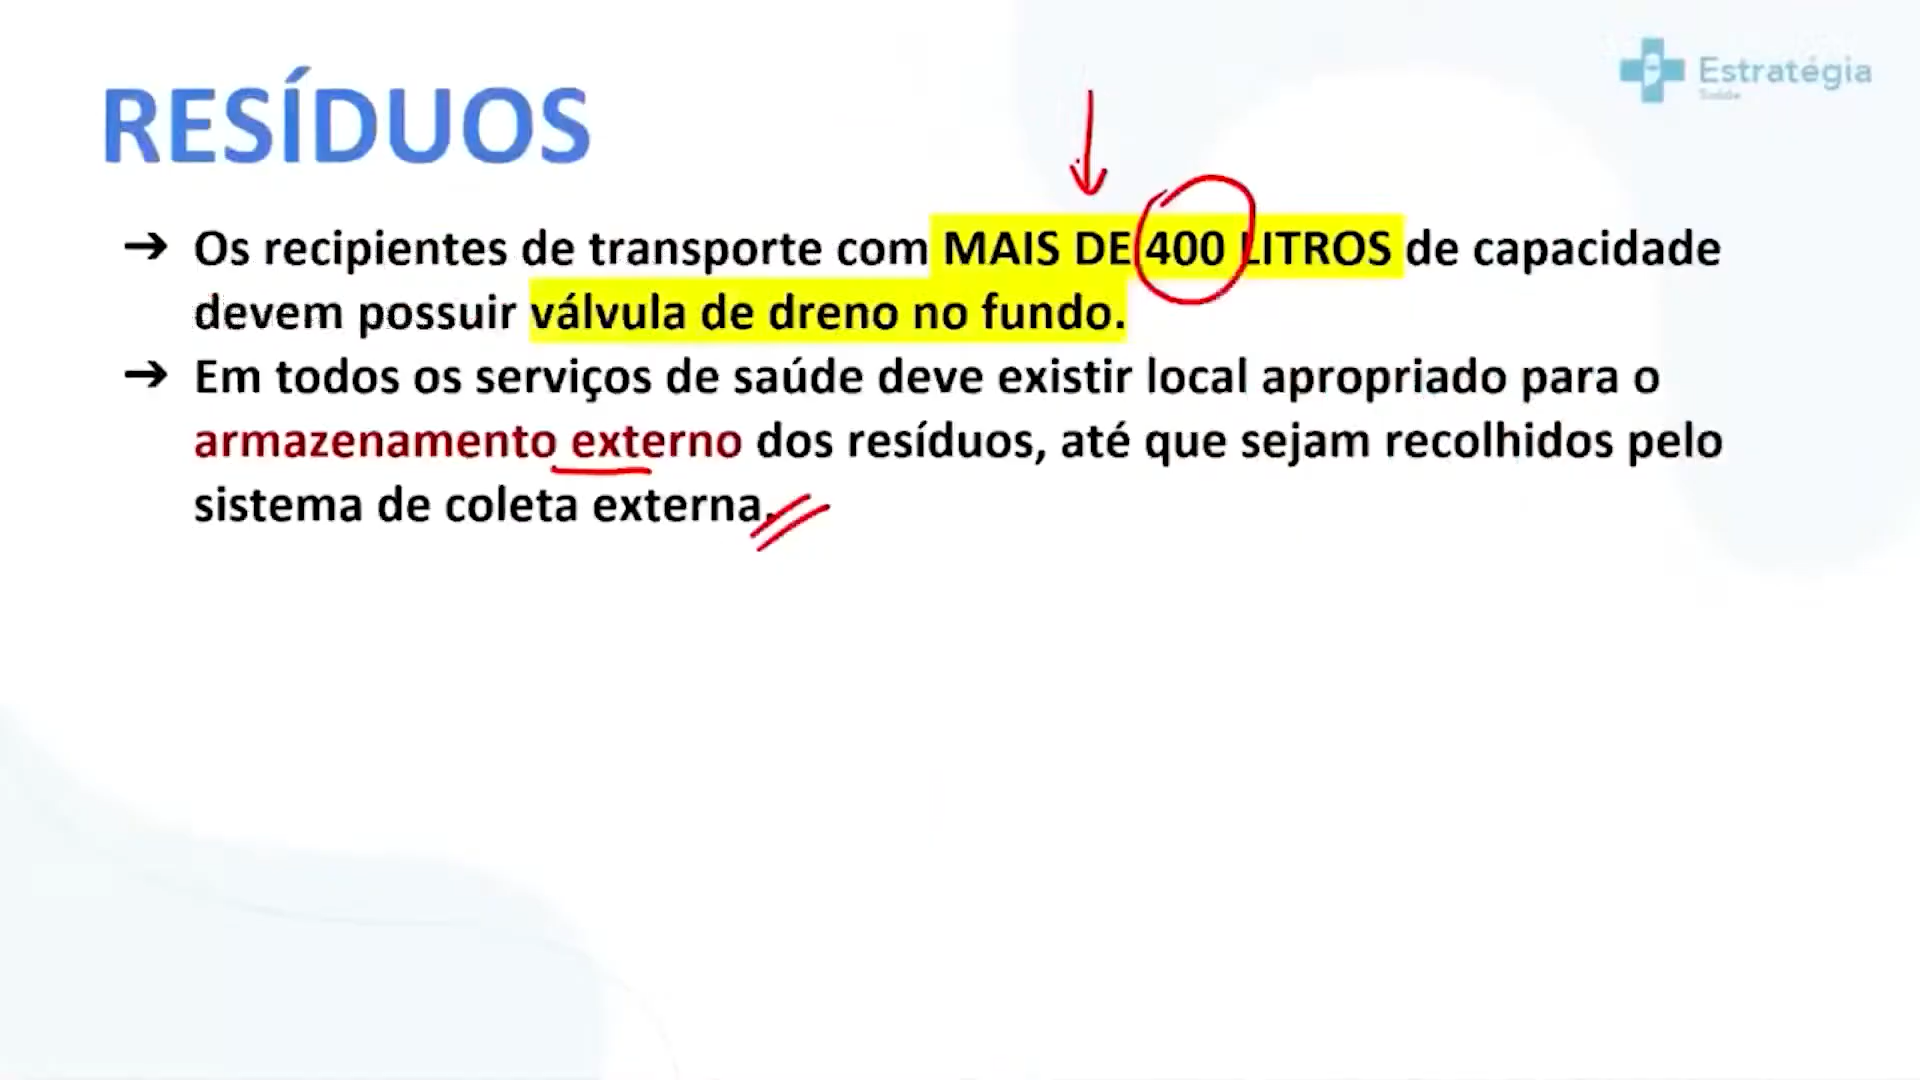 Estratégia
Saúde
RESÍDUOS
➔ Os recipientes de transporte com MAIS DE 400 LITROS de capacidade
devem possuir válvula de dreno no fundo.
➔ Em todos os serviços de saúde deve existir local apropriado para o
armazenamento externo dos resíduos, até que sejam recolhidos pelo
sistema de coleta externa.